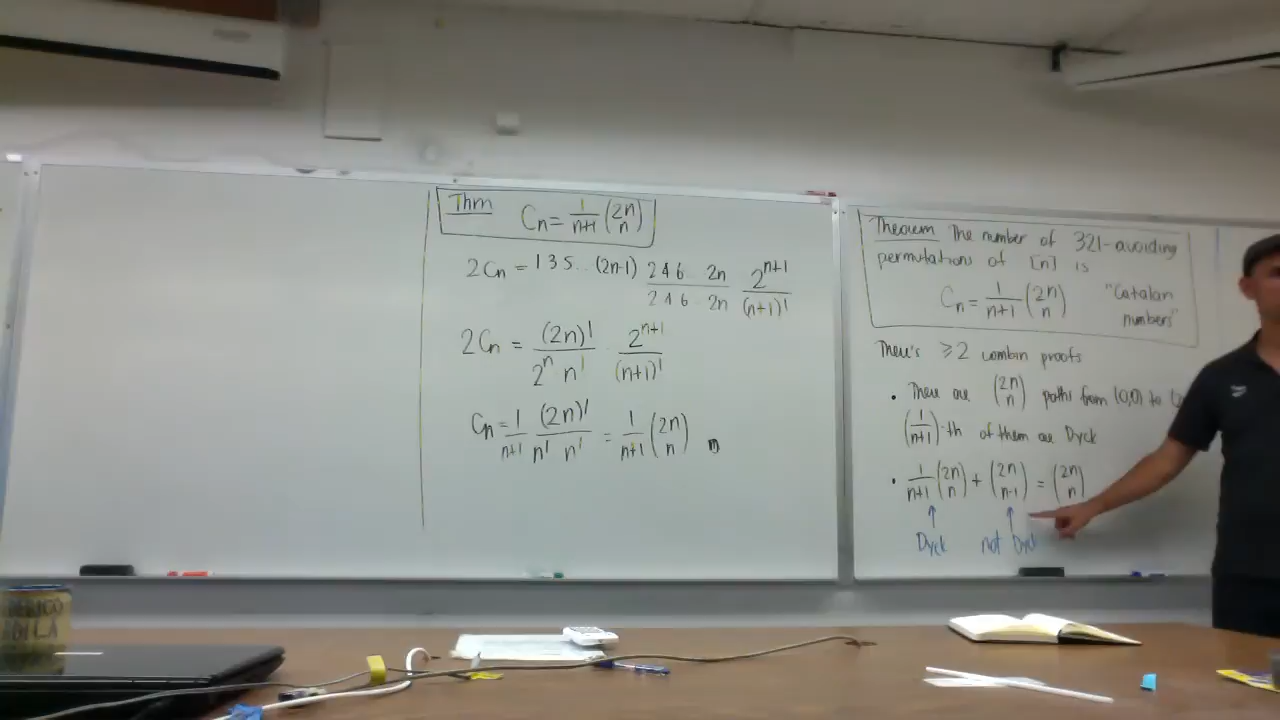 Thm
Cn = 1/(n+1) (2n n)
2Cn = 1 3 5 .. (2n-1) (2 4 6 .. 2n)/(2 4 6 .. 2n) 2^(n+1)/(n+1)!
2Cn = (2n)!/(2^n n!) · 2^(n+1)/(n+1)!
Cn = 1/(n+1) (2n)!/(n! n!) = 1/(n+1) (2n n)
Theorem The number of 321-avoiding
permutations of [n] is
Cn = 1/(n+1) (2n n) "Catalan
numbers"
There's ≥2 combin proofs
• There are (2n n) paths from (0,0) to
(1/(n+1))-th of them are Dyck
• 1/(n+1) (2n n) + (2n n-1) = (2n n)
↑ ↑
Dyck not Dyck